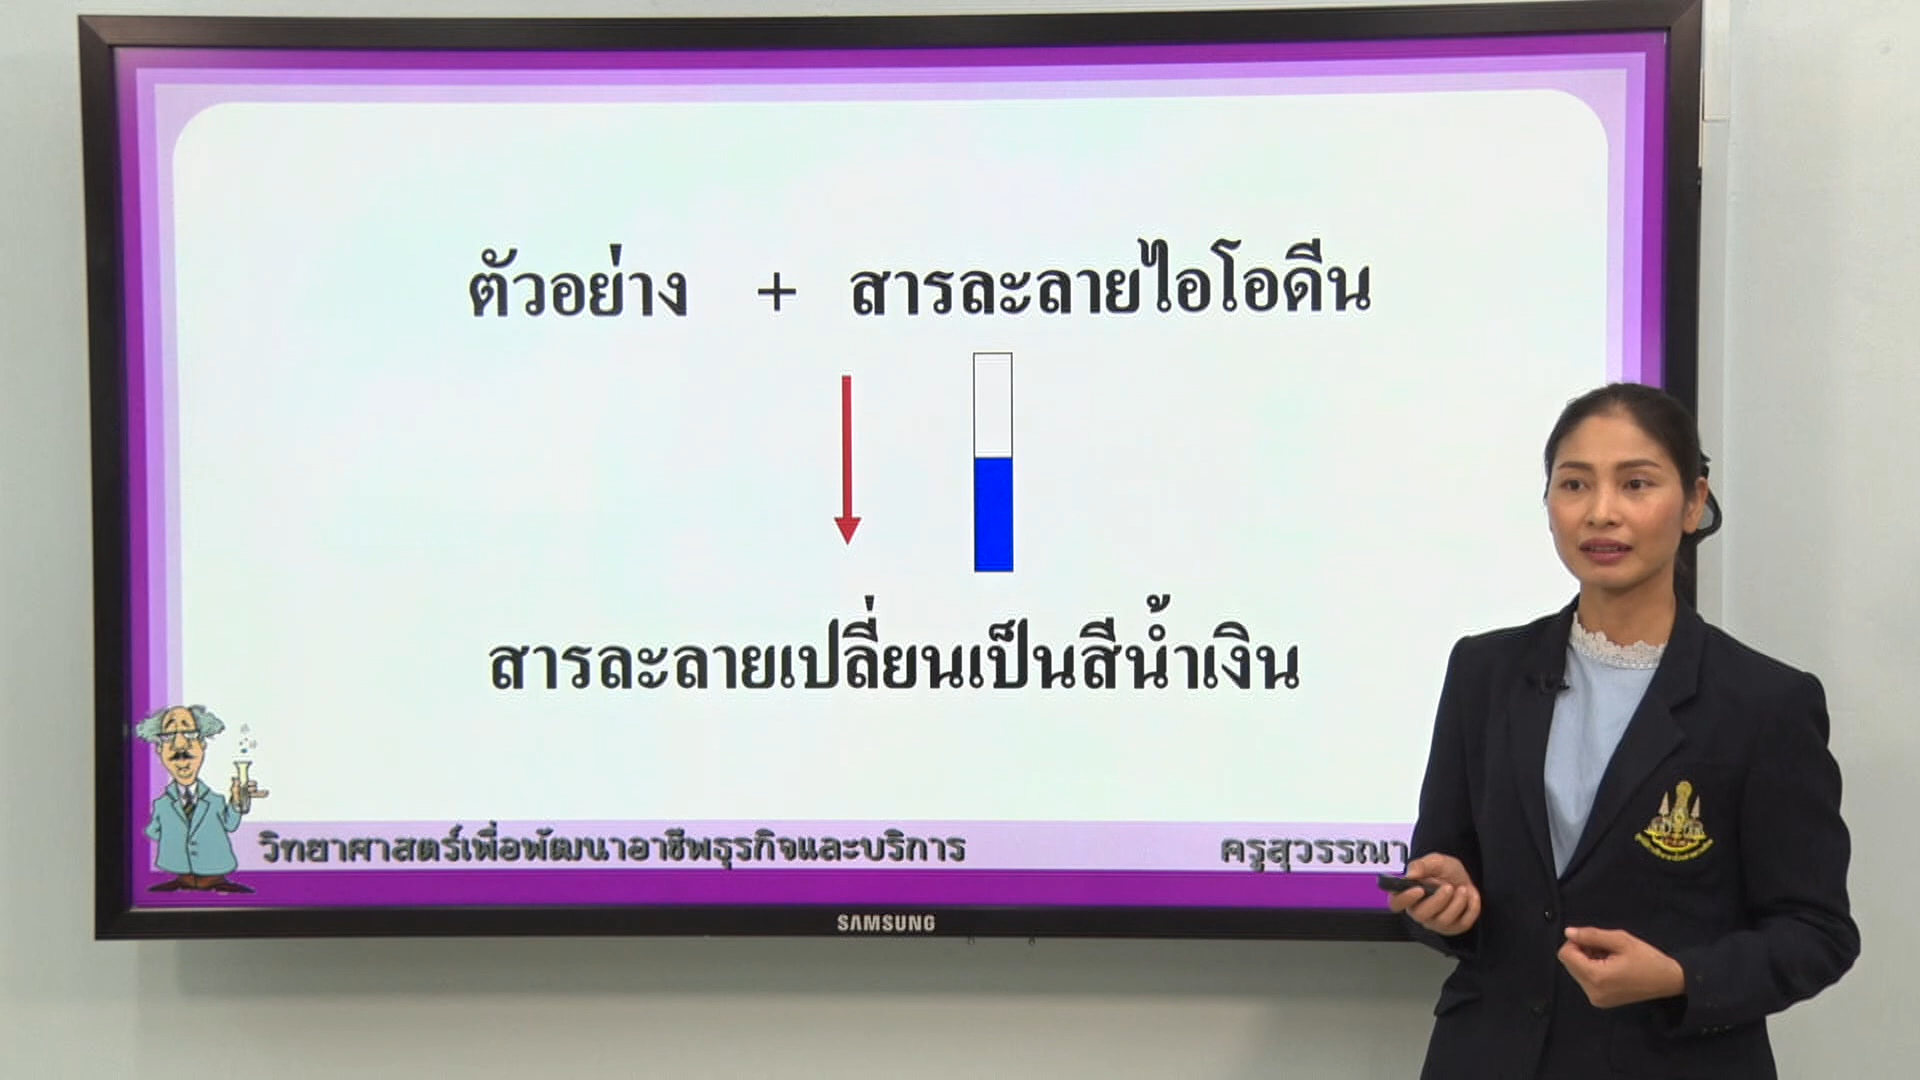 ตัวอย่าง + สารละลายไอโอดีน
สารละลายเปลี่ยนเป็นสีน้ำเงิน
วิทยาศาสตร์เพื่อพัฒนาอาชีพธุรกิจและบริการ ครูสุวรรณา
SAMSUNG